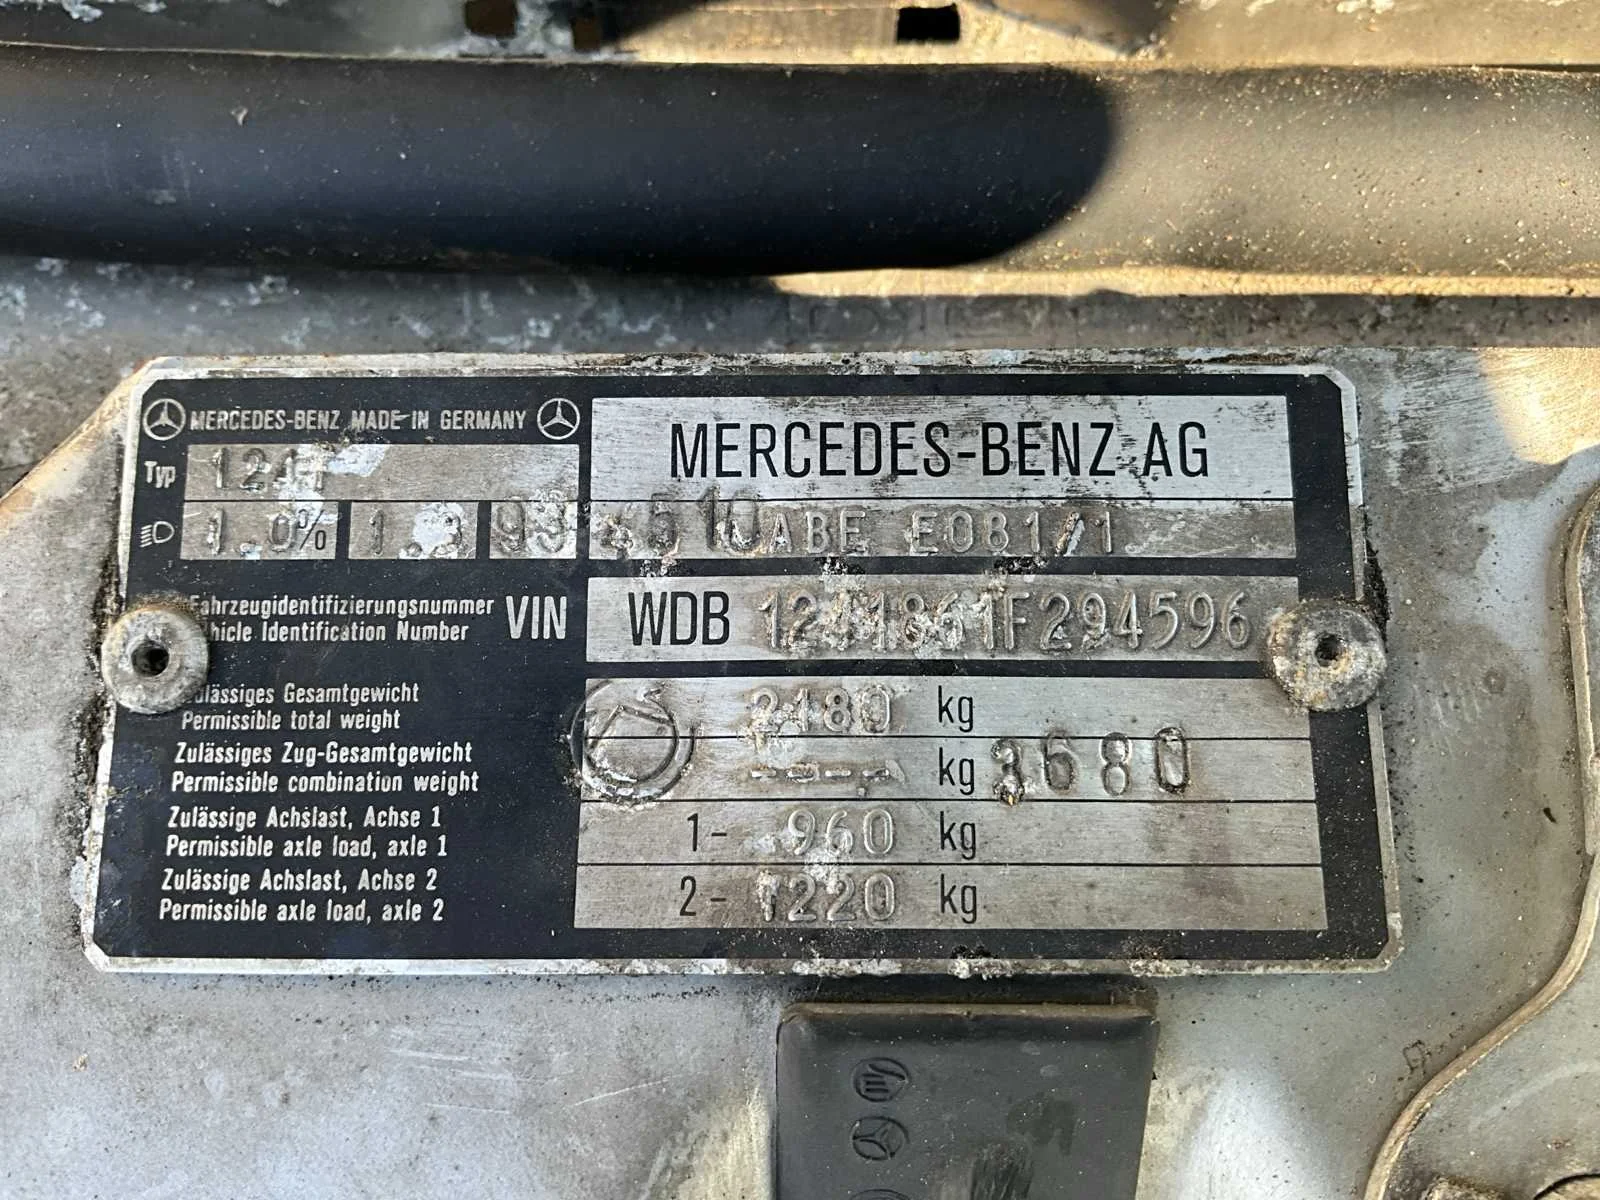 MERCEDES-BENZ MADE IN GERMANY
MERCEDES-BENZ AG
Typ 124T
1.0% ABE E081/1
Fahrzeugidentifizierungsnummer
Vehicle Identification Number
VIN WDB 1241861F294596
Zulässiges Gesamtgewicht
Permissible total weight
2180 kg
Zulässiges Zug-Gesamtgewicht
Permissible combination weight
---- kg 3680
Zulässige Achslast, Achse 1
Permissible axle load, axle 1
1- 960 kg
Zulässige Achslast, Achse 2
Permissible axle load, axle 2
2- 1220 kg